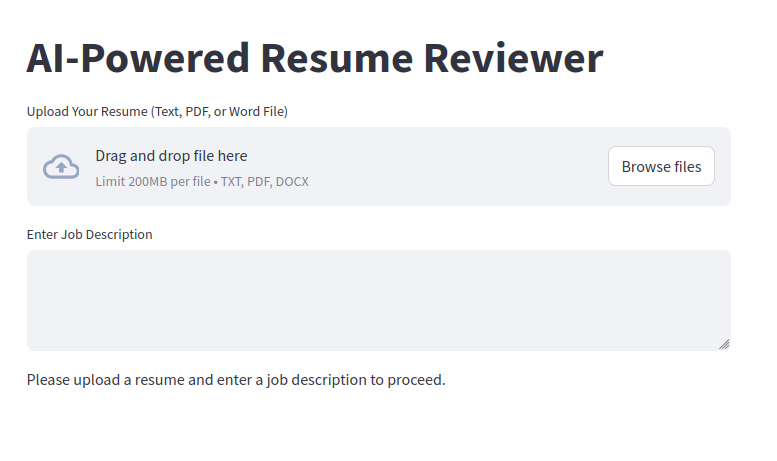 AI-Powered Resume Reviewer
Upload Your Resume (Text, PDF, or Word File)
Drag and drop file here
Limit 200MB per file • TXT, PDF, DOCX
Browse files
Enter Job Description
Please upload a resume and enter a job description to proceed.